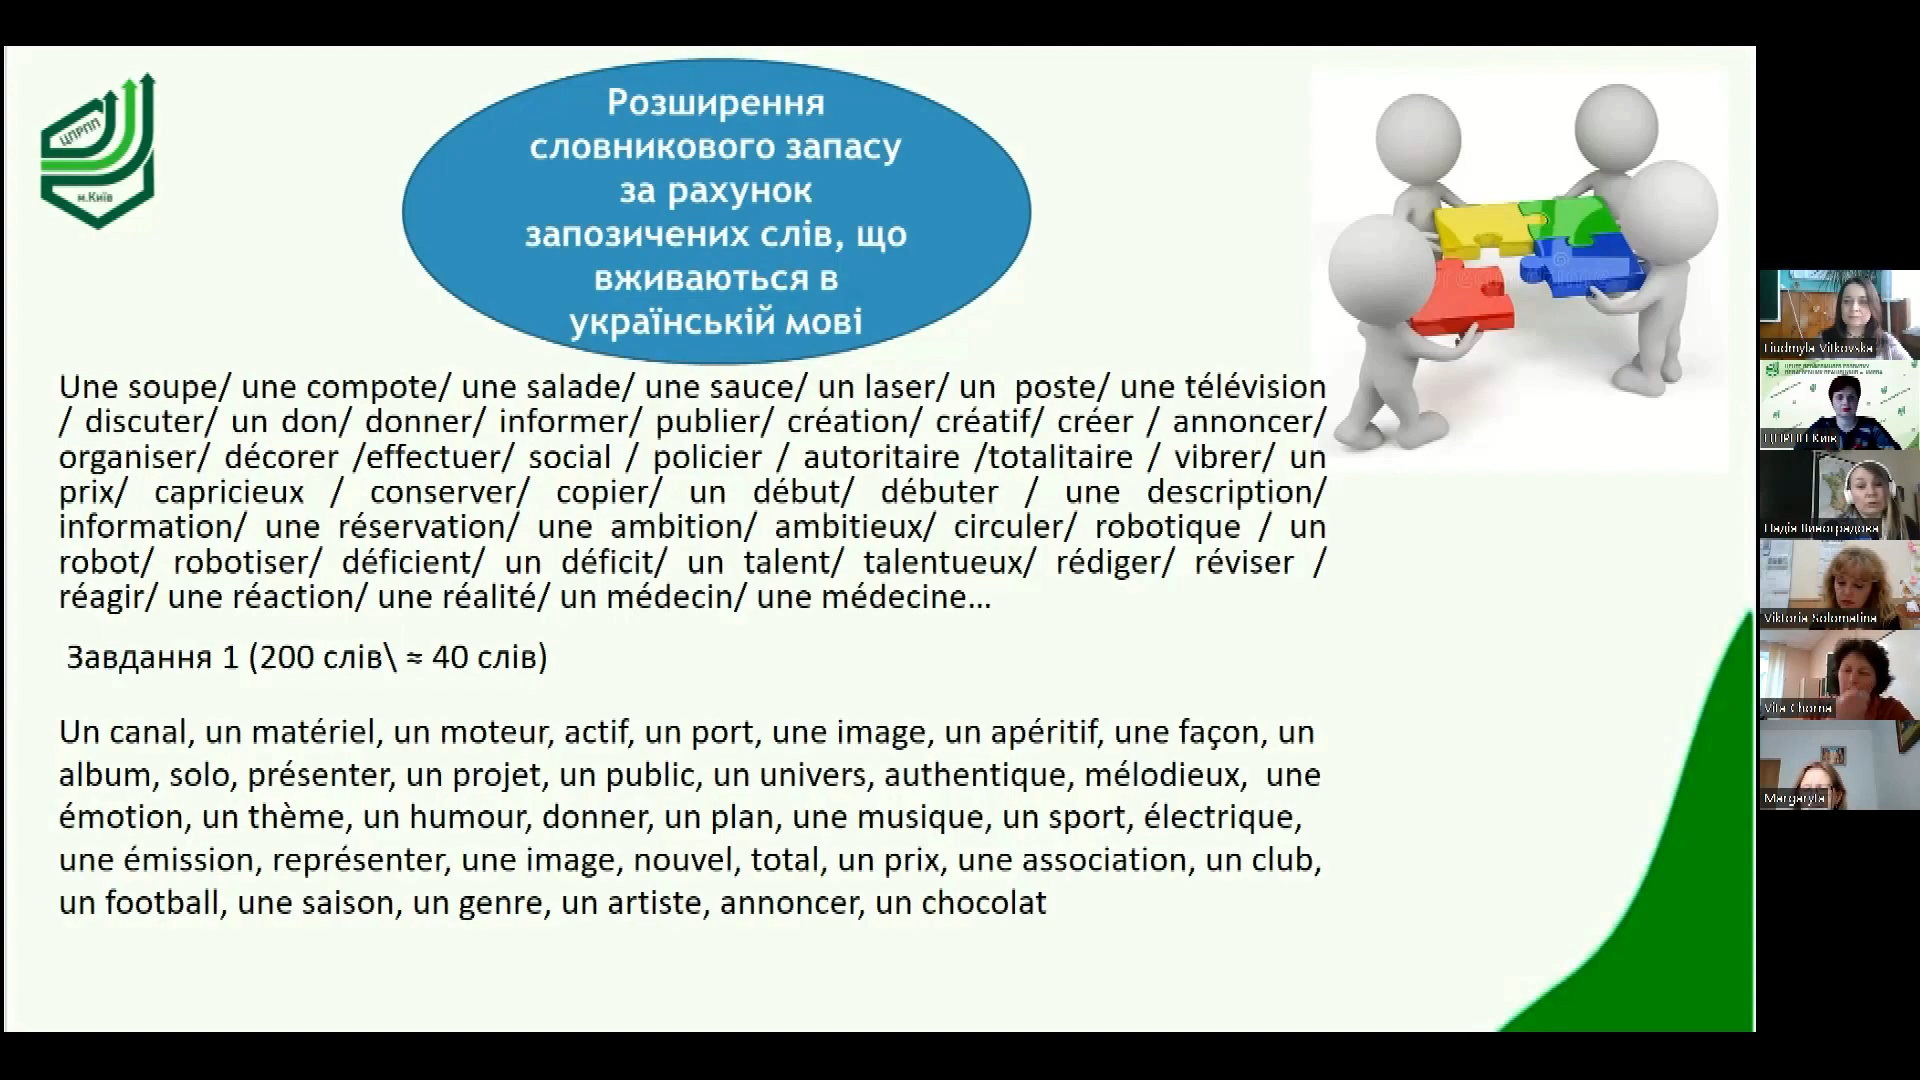 ЦПРПП
м.Київ
Розширення
словникового запасу
за рахунок
запозичених слів, що
вживаються в
українській мові
Une soupe/ une compote/ une salade/ une sauce/ un laser/ un poste/ une télévision
/ discuter/ un don/ donner/ informer/ publier/ création/ créatif/ créer / annoncer/
organiser/ décorer /effectuer/ social / policier / autoritaire /totalitaire / vibrer/ un
prix/ capricieux / conserver/ copier/ un début/ débuter / une description/
information/ une réservation/ une ambition/ ambitieux/ circuler/ robotique / un
robot/ robotiser/ déficient/ un déficit/ un talent/ talentueux/ rédiger/ réviser /
réagir/ une réaction/ une réalité/ un médecin/ une médecine...
Завдання 1 (200 слів\ ≈ 40 слів)
Un canal, un matériel, un moteur, actif, un port, une image, un apéritif, une façon, un
album, solo, présenter, un projet, un public, un univers, authentique, mélodieux, une
émotion, un thème, un humour, donner, un plan, une musique, un sport, électrique,
une émission, représenter, une image, nouvel, total, un prix, une association, un club,
un football, une saison, un genre, un artiste, annoncer, un chocolat
Liudmyla Vitkovska
ЦПРПП Київ
Надія Виноградова
Viktoria Solomatina
Vita Chorna
Margaryta